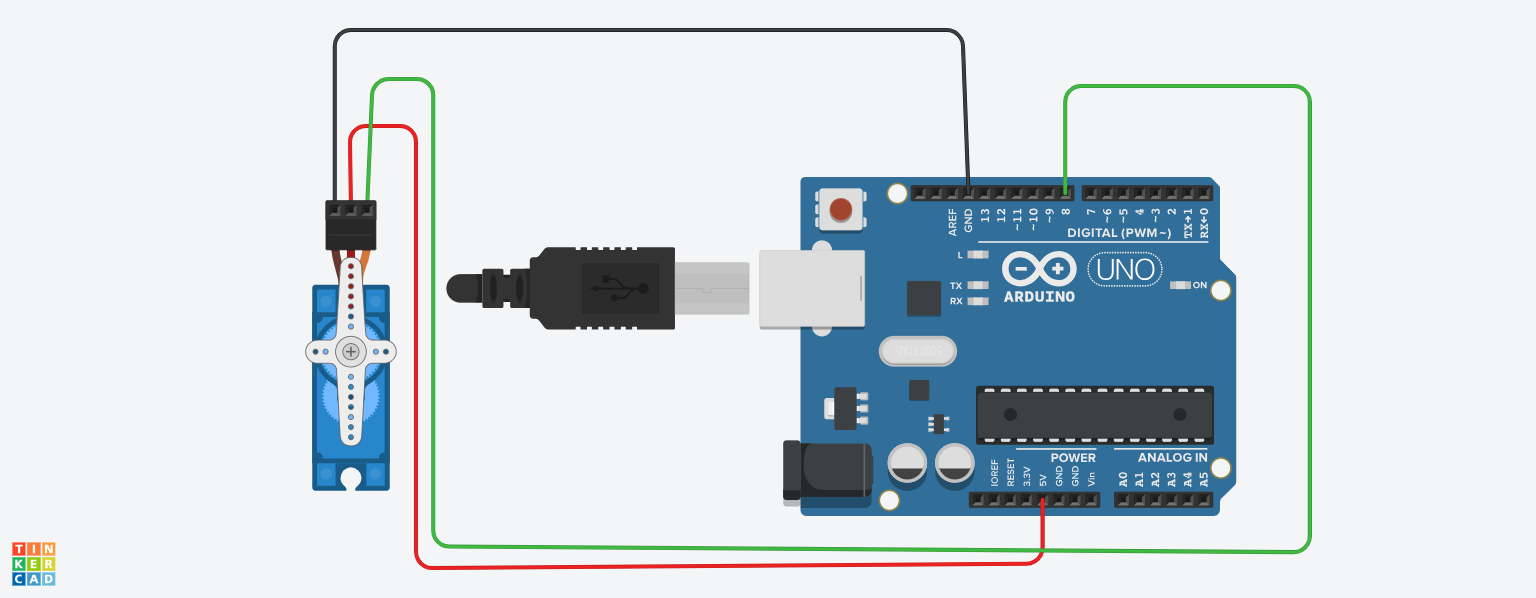 AREF
GND
13
12
~11
~10
~9
8
7
~6
~5
4
~3
2
TX→1
RX←0
DIGITAL (PWM~)
L
TX
RX
ARDUINO
UNO
ON
IOREF
RESET
3.3V
5V
GND
GND
Vin
POWER
ANALOG IN
A0
A1
A2
A3
A4
A5
TIN
KER
CAD